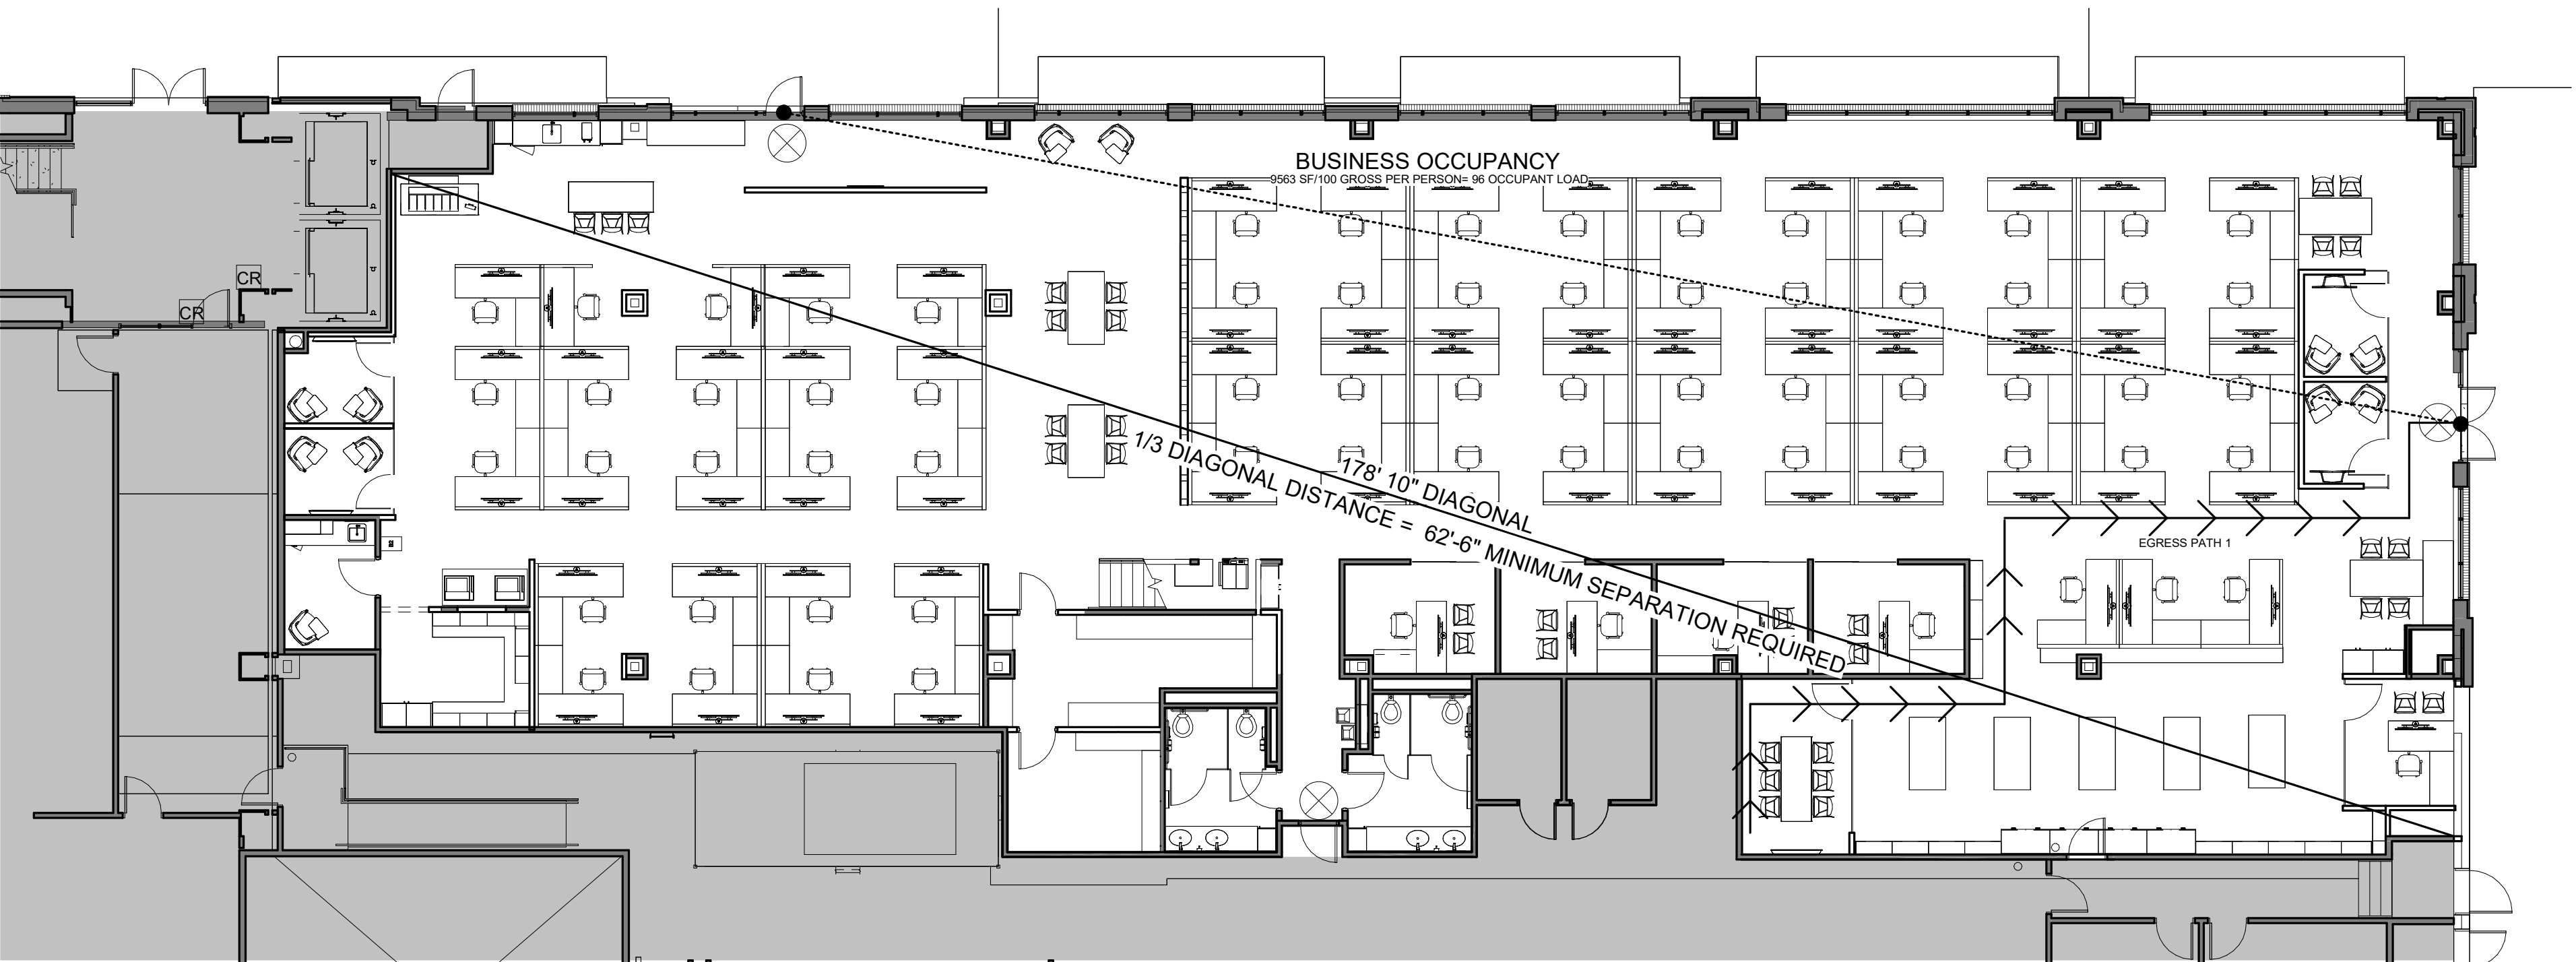 BUSINESS OCCUPANCY
9563 SF/100 GROSS PER PERSON= 96 OCCUPANT LOAD
CR
CR
178' 10" DIAGONAL
1/3 DIAGONAL DISTANCE = 62'-6" MINIMUM SEPARATION REQUIRED
EGRESS PATH 1